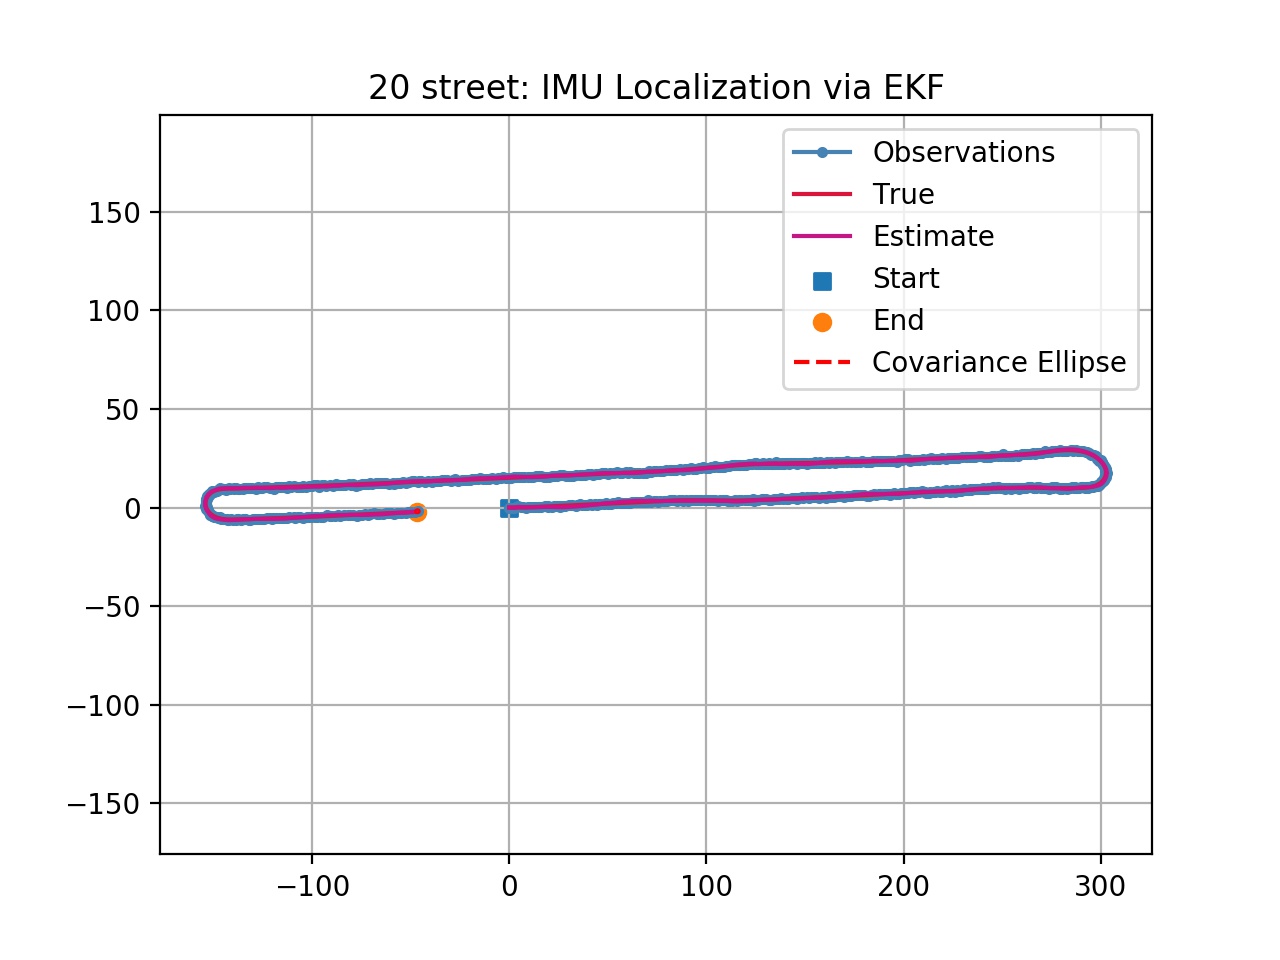 20 street: IMU Localization via EKF
Observations
True
Estimate
Start
End
Covariance Ellipse
150
100
50
0
−50
−100
−150
−100 0 100 200 300